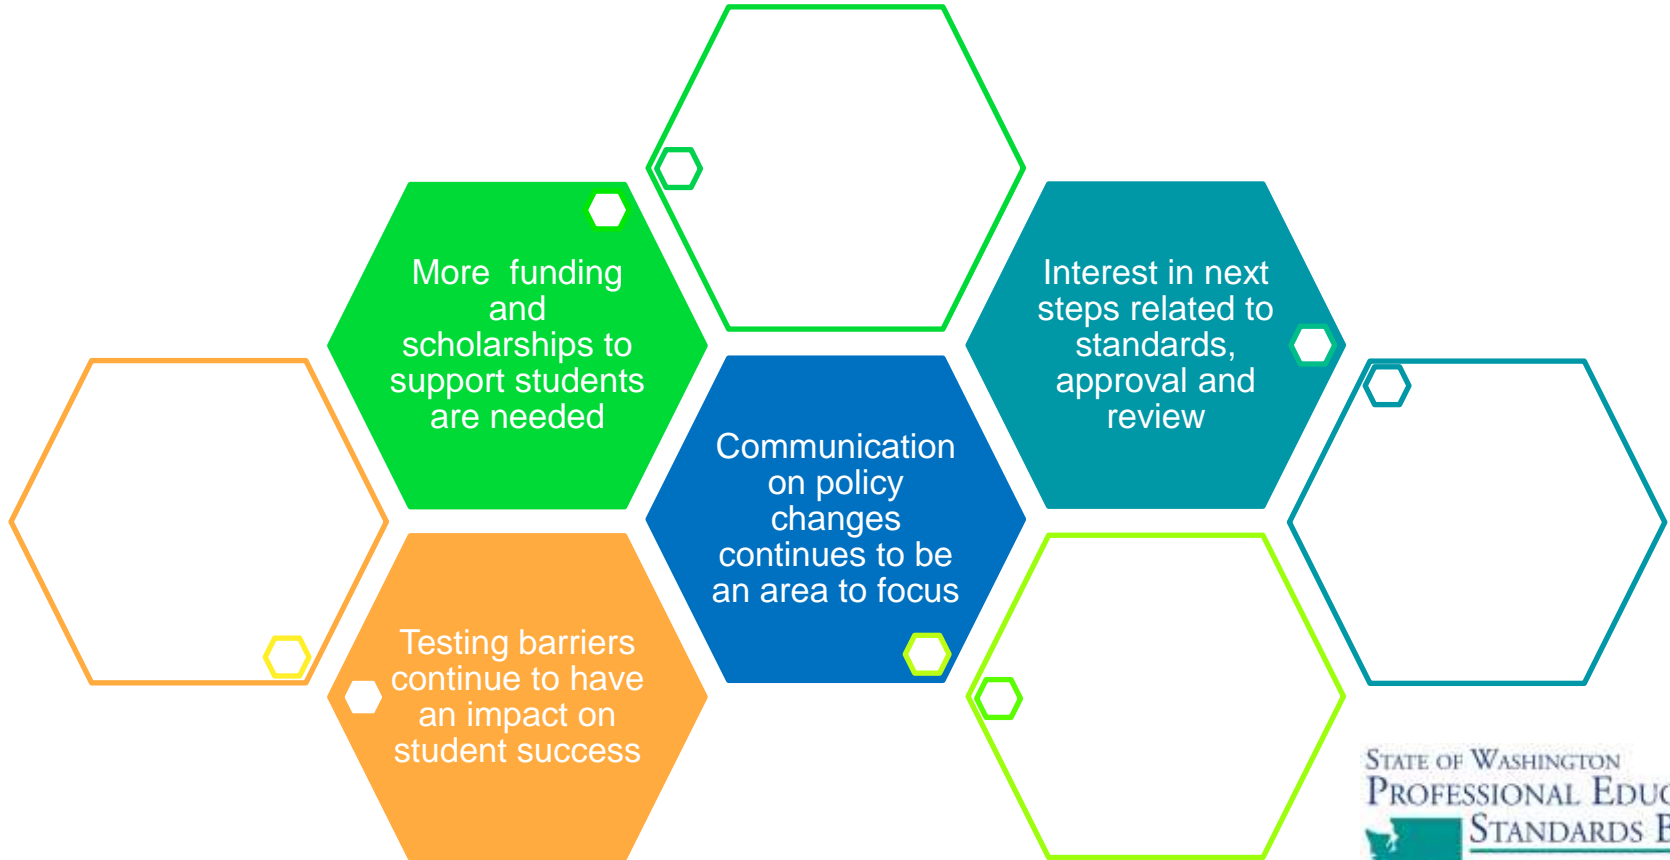 More  funding
and
scholarships to
support students
are needed
Interest in next
steps related to
standards,
approval and
review
Communication
on policy
changes
continues to be
an area to focus
Testing barriers
continue to have
an impact on
student success
STATE OF WASHINGTON
PROFESSIONAL
STANDARDS